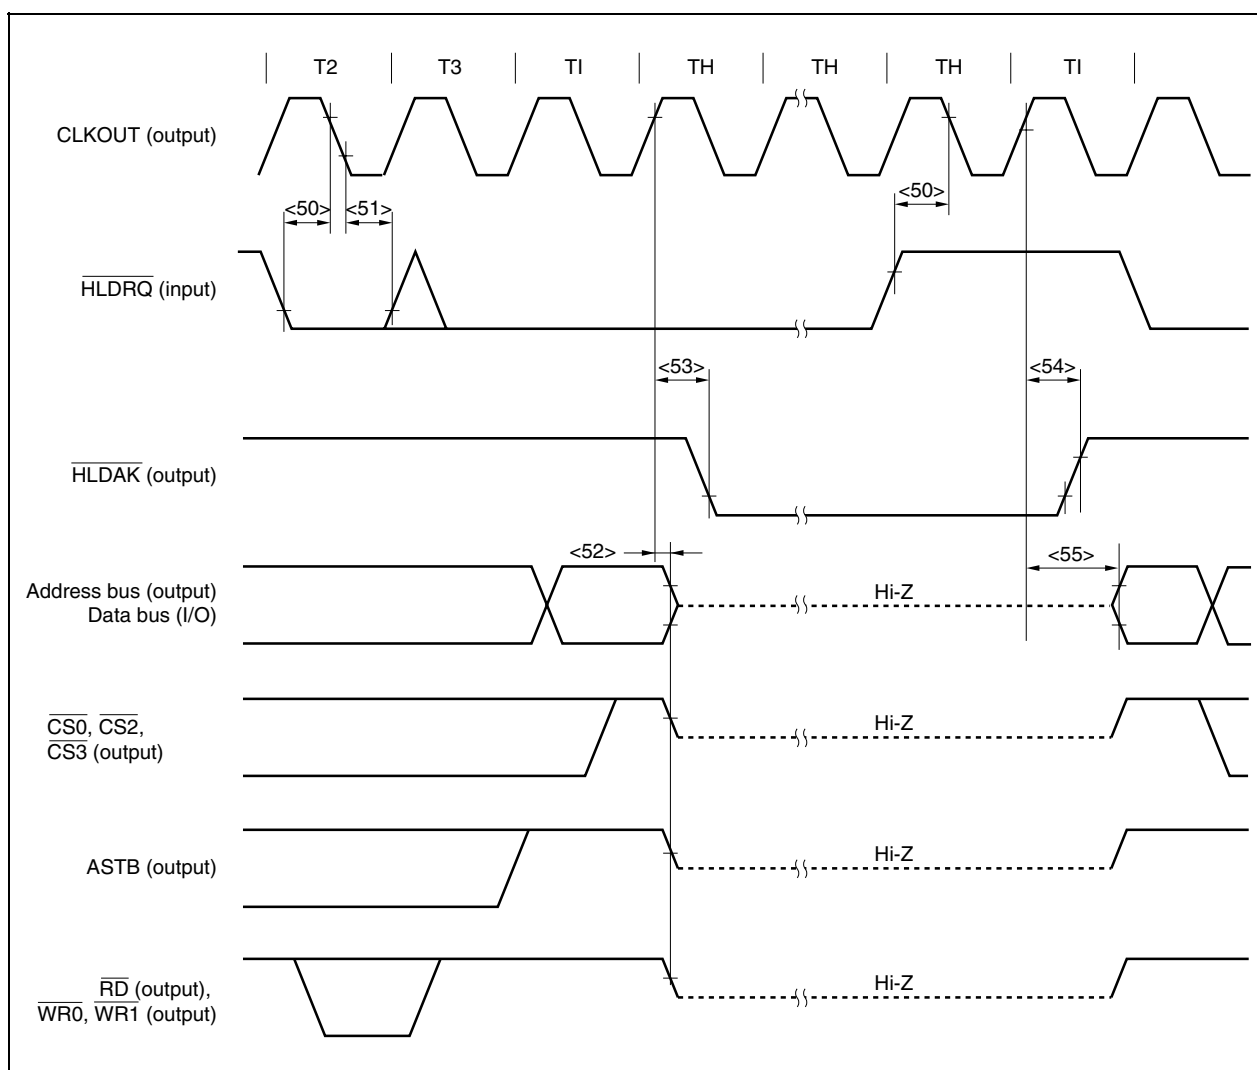 T2 T3 TI TH TH TH TI
CLKOUT (output)
<50> <51> <50>
HLDRQ (input)
<53> <54>
HLDAK (output)
<52> <55>
Address bus (output)
Data bus (I/O)
Hi-Z
CS0, CS2,
CS3 (output)
Hi-Z
ASTB (output)
Hi-Z
RD (output),
WR0, WR1 (output)
Hi-Z